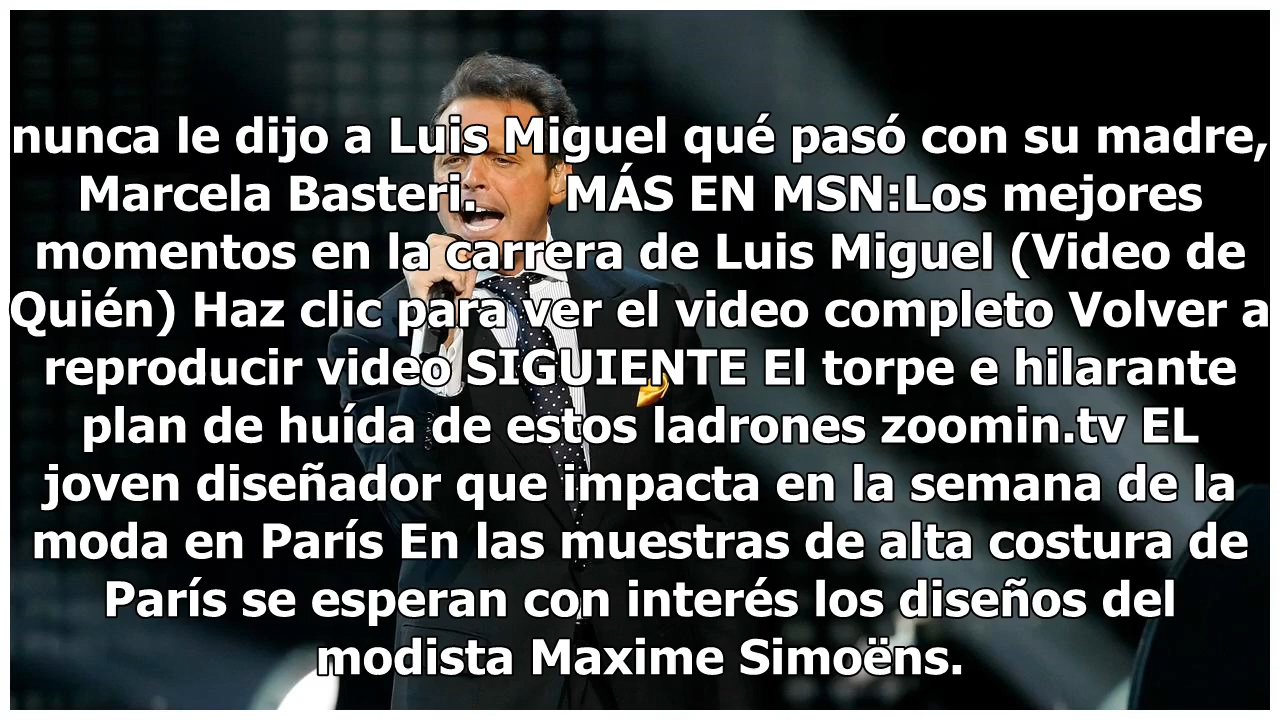 nunca le dijo a Luis Miguel qué pasó con su madre,
Marcela Basteri. MÁS EN MSN:Los mejores
momentos en la carrera de Luis Miguel (Video de
Quién) Haz clic para ver el video completo Volver a
reproducir video SIGUIENTE El torpe e hilarante
plan de huída de estos ladrones zoomin.tv EL
joven diseñador que impacta en la semana de la
moda en París En las muestras de alta costura de
París se esperan con interés los diseños del
modista Maxime Simoëns.